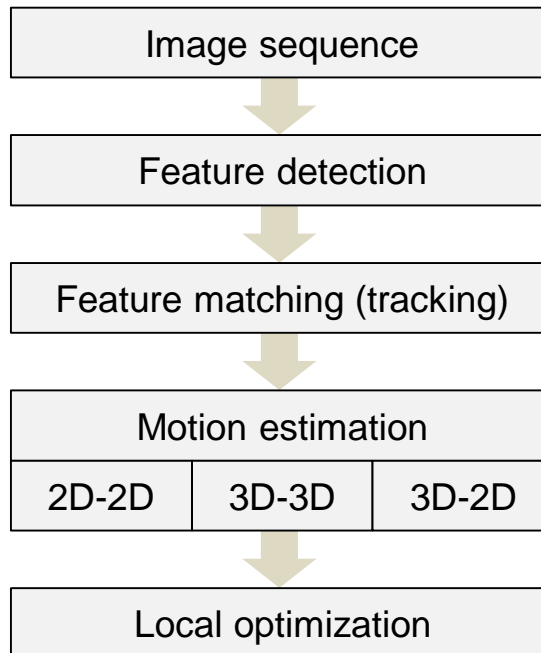 Image sequence
Feature detection
Feature matching (tracking)
Motion estimation
2D-2D 3D-3D 3D-2D
Local optimization